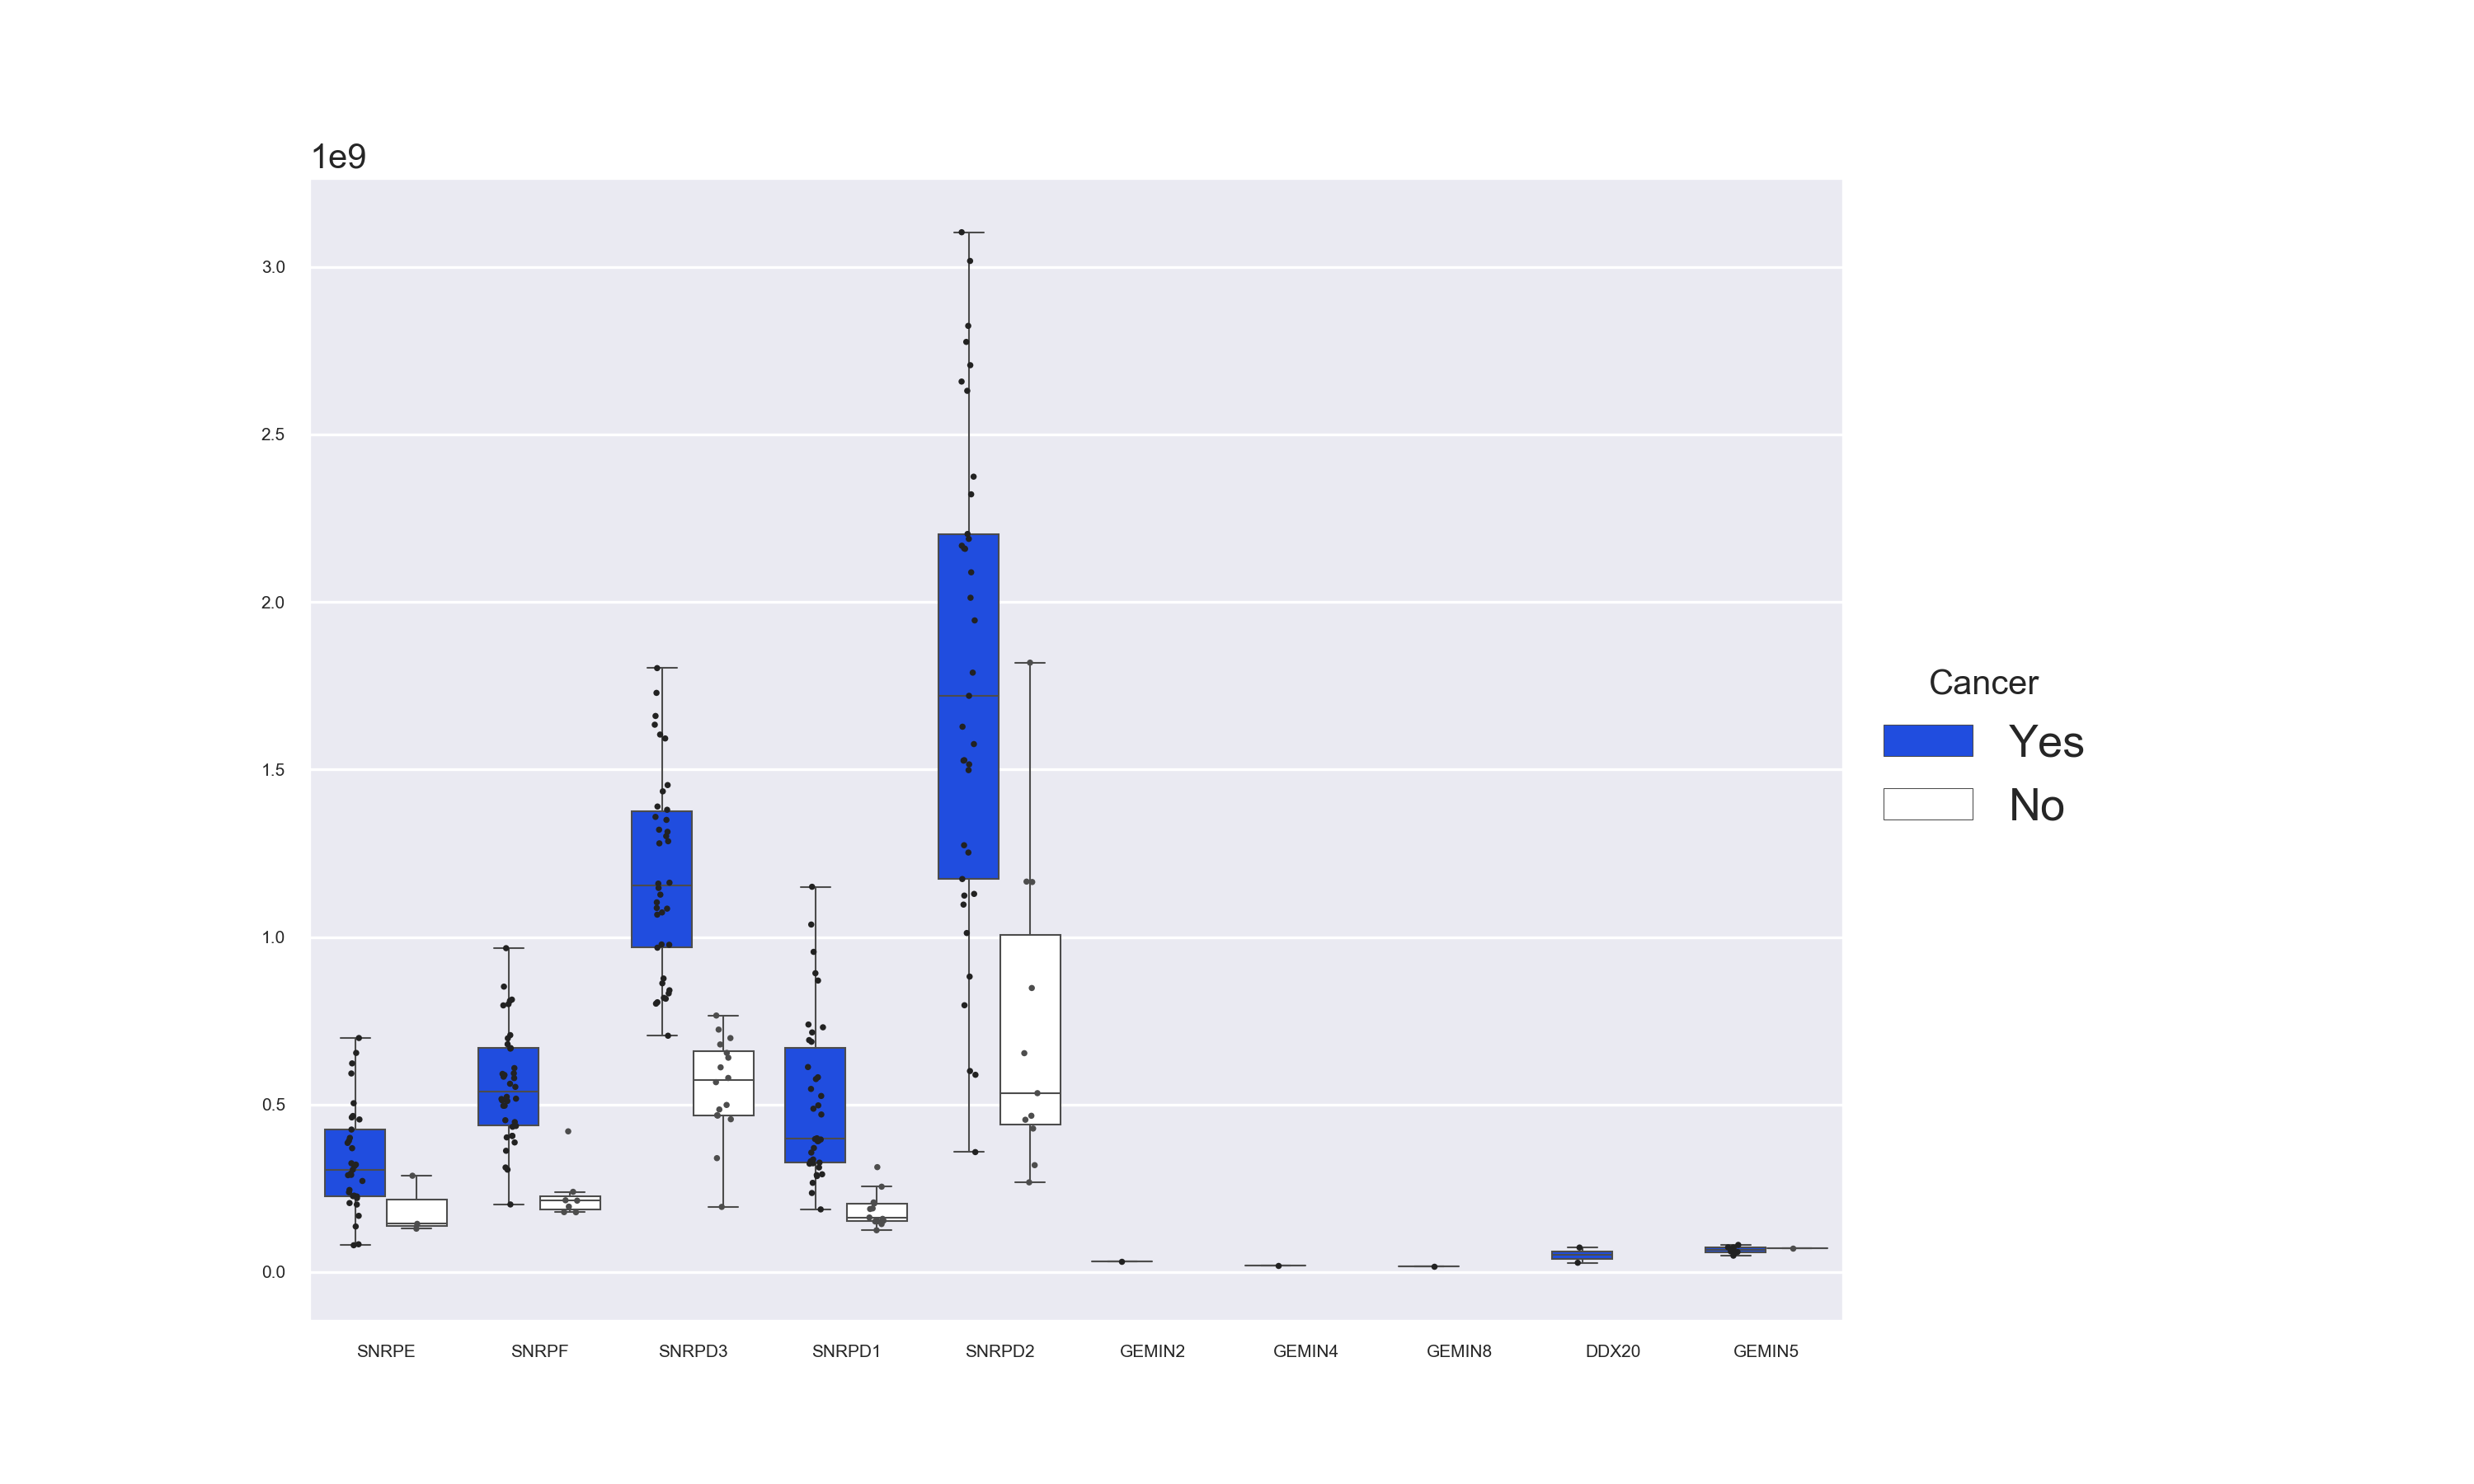 1e9
3.0
2.5
2.0
1.5
1.0
0.5
0.0
SNRPE SNRPF SNRPD3 SNRPD1 SNRPD2 GEMIN2 GEMIN4 GEMIN8 DDX20 GEMIN5
Cancer
Yes
No